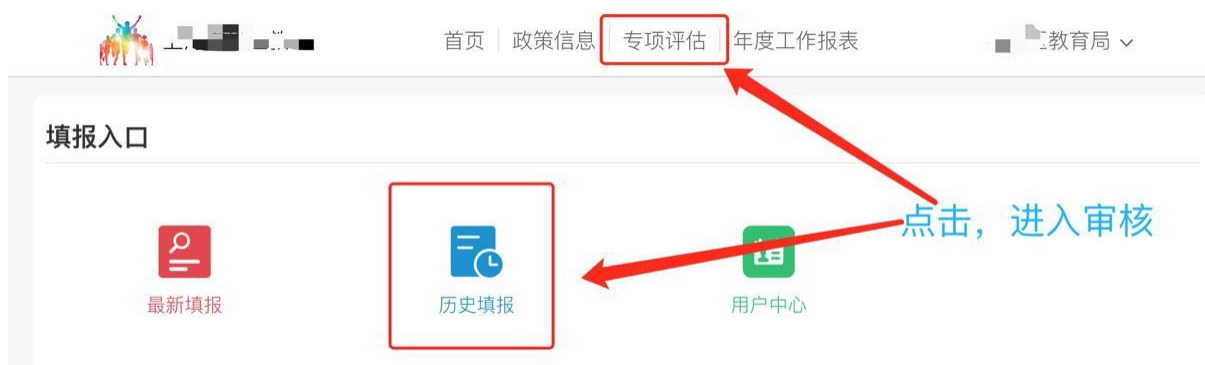 首页 政策信息 专项评估 年度工作报表 教育局
填报入口
点击，进入审核
最新填报 历史填报 用户中心